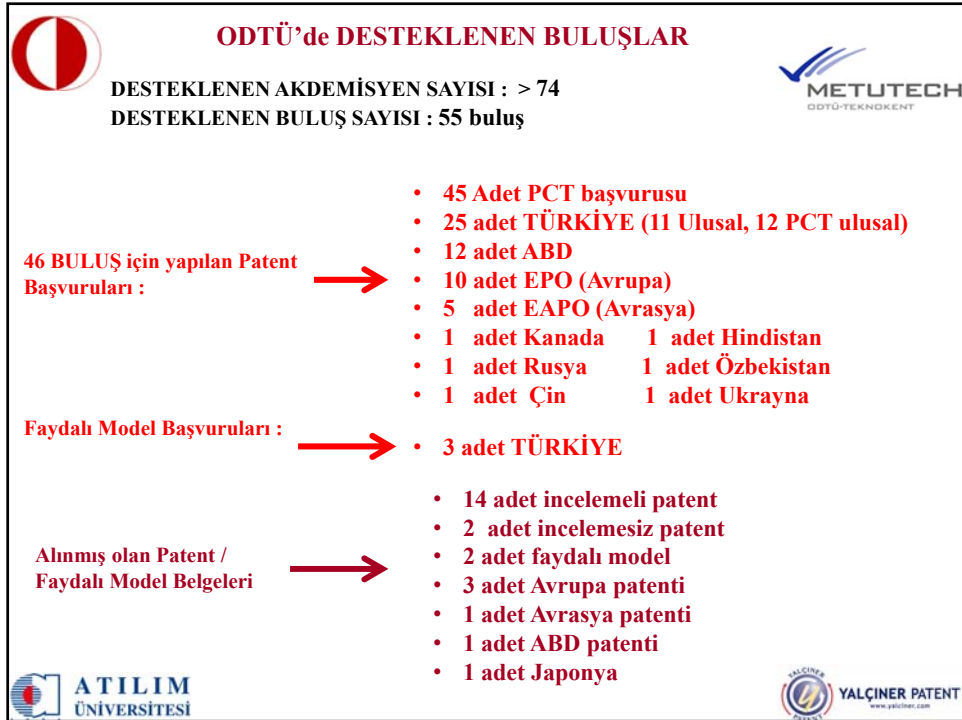 ODTÜ’de DESTEKLENEN BULUŞLAR
METUTECH
ODTÜ-TEKNOKENT
DESTEKLENEN AKDEMİSYEN SAYISI : > 74
DESTEKLENEN BULUŞ SAYISI : 55 buluş
46 BULUŞ için yapılan Patent
Başvuruları :
• 45 Adet PCT başvurusu
• 25 adet TÜRKİYE (11 Ulusal, 12 PCT ulusal)
• 12 adet ABD
• 10 adet EPO (Avrupa)
• 5 adet EAPO (Avrasya)
• 1 adet Kanada 1 adet Hindistan
• 1 adet Rusya 1 adet Özbekistan
• 1 adet Çin 1 adet Ukrayna
Faydalı Model Başvuruları :
• 3 adet TÜRKİYE
Alınmış olan Patent /
Faydalı Model Belgeleri
• 14 adet incelemeli patent
• 2 adet incelemesiz patent
• 2 adet faydalı model
• 3 adet Avrupa patenti
• 1 adet Avrasya patenti
• 1 adet ABD patenti
• 1 adet Japonya
ATILIM
ÜNİVERSİTESİ
YALÇINER
YALÇINER PATENT
www.yalciner.com